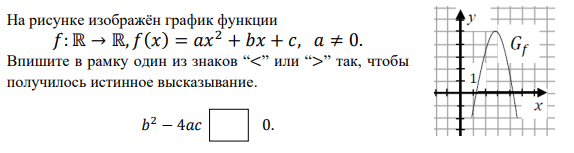 На рисунке изображён график функции
f: ℝ → ℝ, f(x) = ax² + bx + c, a ≠ 0.
Впишите в рамку один из знаков “<” или “>” так, чтобы
получилось истинное высказывание.
b² − 4ac 0.
y
G_f
1
x